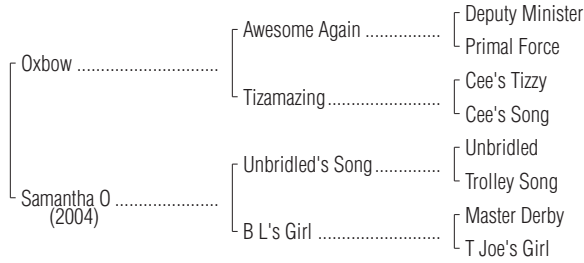 Deputy Minister
Awesome Again ................
Primal Force
Oxbow ..............................
Cee's Tizzy
Tizamazing........................
Cee's Song
Unbridled
Unbridled's Song..............
Trolley Song
Samantha O ......................
(2004)
Master Derby
B L's Girl ..........................
T Joe's Girl